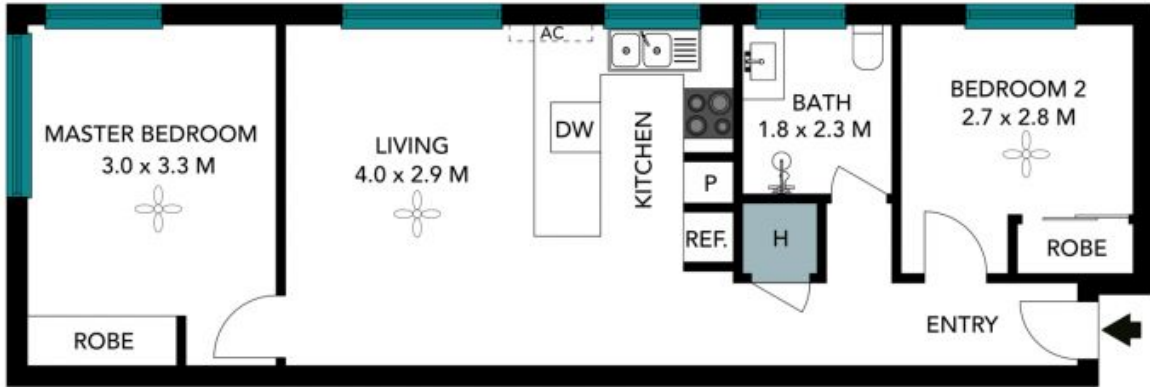 MASTER BEDROOM
3.0 x 3.3 M
ROBE
LIVING
4.0 x 2.9 M
AC
DW
KITCHEN
P
REF.
BATH
1.8 x 2.3 M
H
BEDROOM 2
2.7 x 2.8 M
ROBE
ENTRY